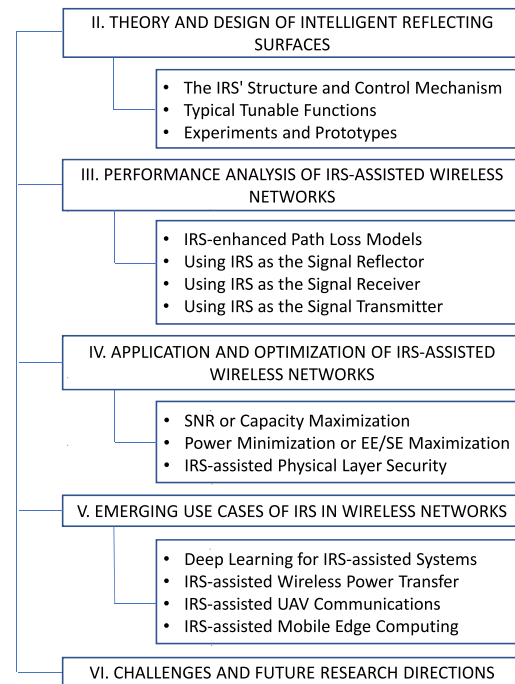 II. THEORY AND DESIGN OF INTELLIGENT REFLECTING
SURFACES
• The IRS' Structure and Control Mechanism
• Typical Tunable Functions
• Experiments and Prototypes
III. PERFORMANCE ANALYSIS OF IRS-ASSISTED WIRELESS
NETWORKS
• IRS-enhanced Path Loss Models
• Using IRS as the Signal Reflector
• Using IRS as the Signal Receiver
• Using IRS as the Signal Transmitter
IV. APPLICATION AND OPTIMIZATION OF IRS-ASSISTED
WIRELESS NETWORKS
• SNR or Capacity Maximization
• Power Minimization or EE/SE Maximization
• IRS-assisted Physical Layer Security
V. EMERGING USE CASES OF IRS IN WIRELESS NETWORKS
• Deep Learning for IRS-assisted Systems
• IRS-assisted Wireless Power Transfer
• IRS-assisted UAV Communications
• IRS-assisted Mobile Edge Computing
VI. CHALLENGES AND FUTURE RESEARCH DIRECTIONS